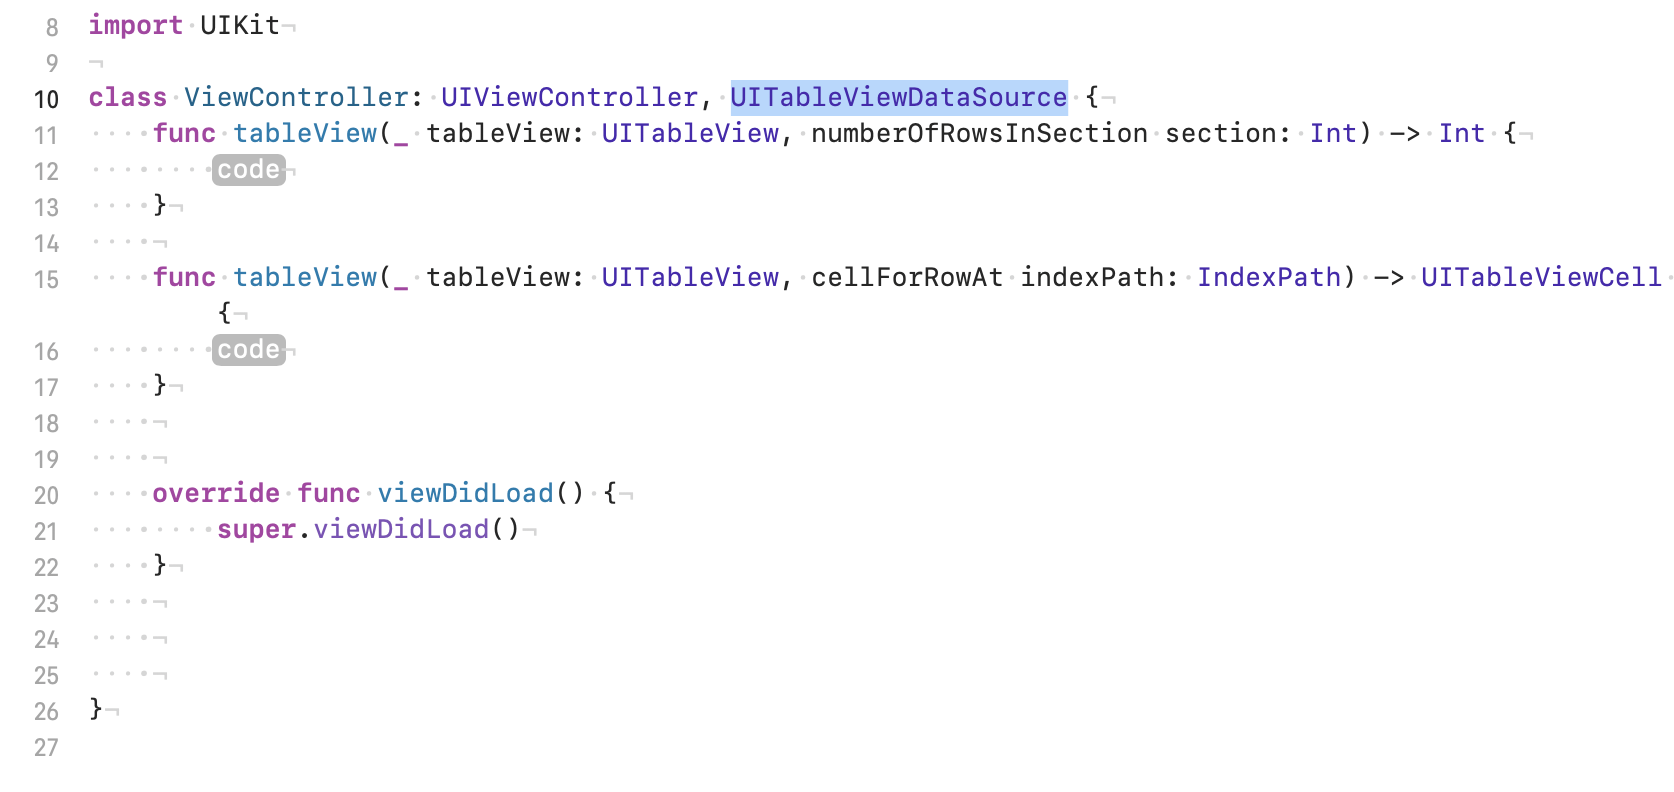 8 import UIKit
9
10 class ViewController: UIViewController, UITableViewDataSource {
11 func tableView(_ tableView: UITableView, numberOfRowsInSection section: Int) -> Int {
12 code
13 }
14
15 func tableView(_ tableView: UITableView, cellForRowAt indexPath: IndexPath) -> UITableViewCell
{
16 code
17 }
18
19
20 override func viewDidLoad() {
21 super.viewDidLoad()
22 }
23
24
25
26 }
27